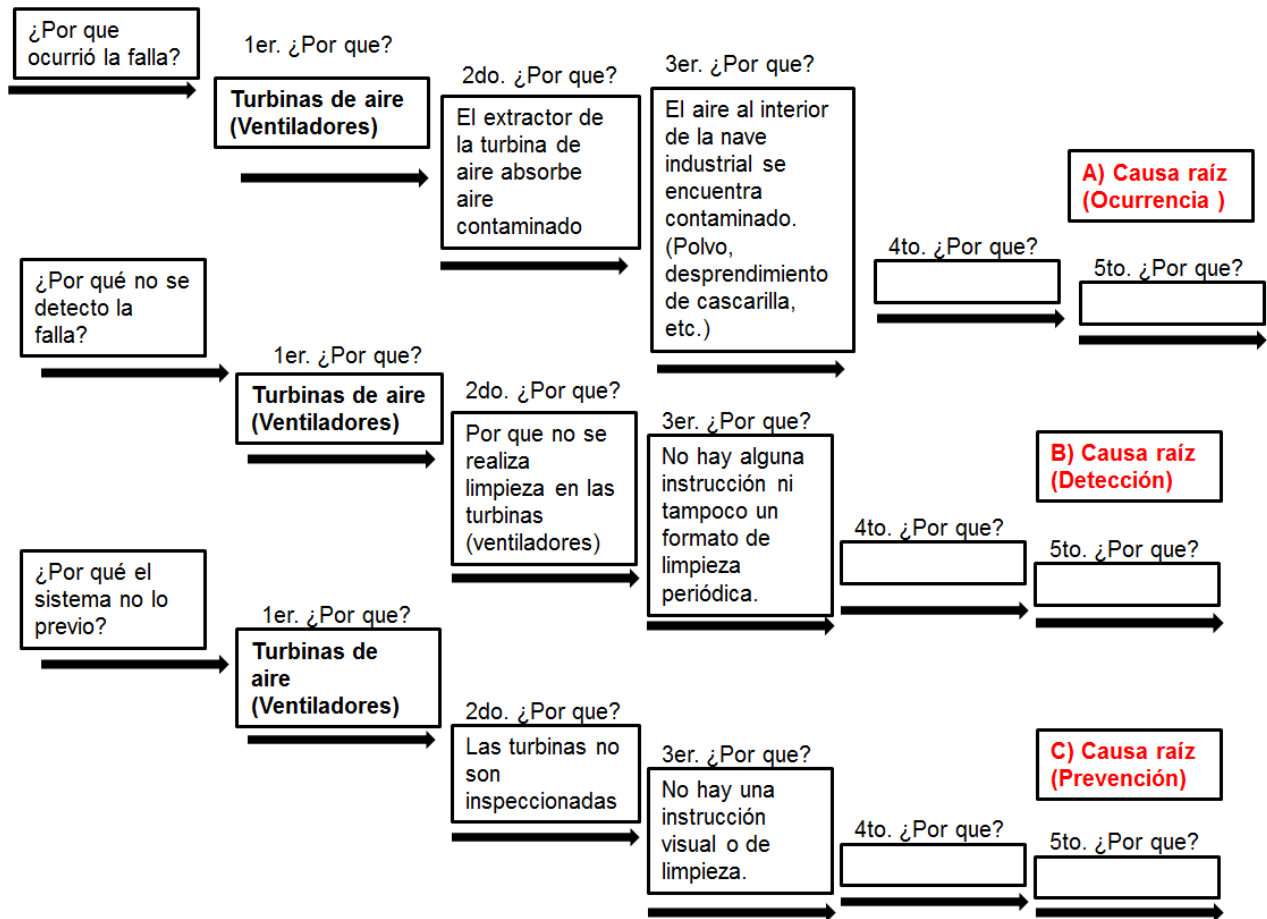 ¿Por que
ocurrió la falla?
1er. ¿Por que?
Turbinas de aire
(Ventiladores)
2do. ¿Por que?
El extractor de
la turbina de
aire absorbe
aire
contaminado
3er. ¿Por que?
El aire al interior
de la nave
industrial se
encuentra
contaminado.
(Polvo,
desprendimiento
de cascarilla,
etc.)
4to. ¿Por que?
5to. ¿Por que?
A) Causa raíz
(Ocurrencia )
¿Por qué no se
detecto la
falla?
1er. ¿Por que?
Turbinas de aire
(Ventiladores)
2do. ¿Por que?
Por que no se
realiza
limpieza en las
turbinas
(ventiladores)
3er. ¿Por que?
No hay alguna
instrucción ni
tampoco un
formato de
limpieza
periódica.
4to. ¿Por que?
5to. ¿Por que?
B) Causa raíz
(Detección)
¿Por qué el
sistema no lo
previo?
1er. ¿Por que?
Turbinas de
aire
(Ventiladores)
2do. ¿Por que?
Las turbinas no
son
inspeccionadas
3er. ¿Por que?
No hay una
instrucción
visual o de
limpieza.
4to. ¿Por que?
5to. ¿Por que?
C) Causa raíz
(Prevención)